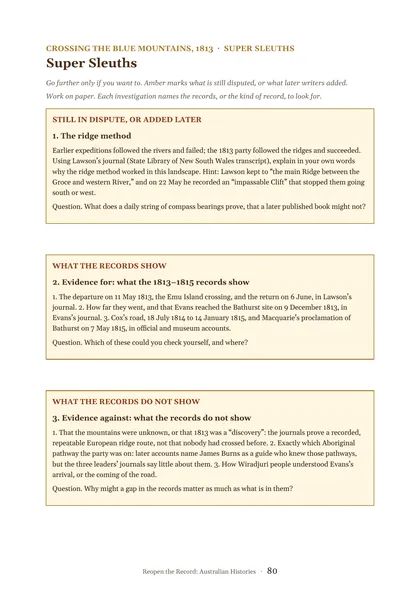 CROSSING THE BLUE MOUNTAINS, 1813 · SUPER SLEUTHS
Super Sleuths
Go further only if you want to. Amber marks what is still disputed, or what later writers added.
Work on paper. Each investigation names the records, or the kind of record, to look for.
STILL IN DISPUTE, OR ADDED LATER
1. The ridge method
Earlier expeditions followed the rivers and failed; the 1813 party followed the ridges and succeeded.
Using Lawson's journal (State Library of New South Wales transcript), explain in your own words
why the ridge method worked in this landscape. Hint: Lawson kept to “the main Ridge between the
Groce and western River,” and on 22 May he recorded an “impassable Clift” that stopped them going
south or west.
Question. What does a daily string of compass bearings prove, that a later published book might not?
WHAT THE RECORDS SHOW
2. Evidence for: what the 1813–1815 records show
1. The departure on 11 May 1813, the Emu Island crossing, and the return on 6 June, in Lawson's
journal. 2. How far they went, and that Evans reached the Bathurst site on 9 December 1813, in
Evans's journal. 3. Cox's road, 18 July 1814 to 14 January 1815, and Macquarie's proclamation of
Bathurst on 7 May 1815, in official and museum accounts.
Question. Which of these could you check yourself, and where?
WHAT THE RECORDS DO NOT SHOW
3. Evidence against: what the records do not show
1. That the mountains were unknown, or that 1813 was a “discovery”: the journals prove a recorded,
repeatable European ridge route, not that nobody had crossed before. 2. Exactly which Aboriginal
pathway the party was on: later accounts name James Burns as a guide who knew those pathways,
but the three leaders' journals say little about them. 3. How Wiradjuri people understood Evans's
arrival, or the coming of the road.
Question. Why might a gap in the records matter as much as what is in them?
Reopen the Record: Australian Histories · 80